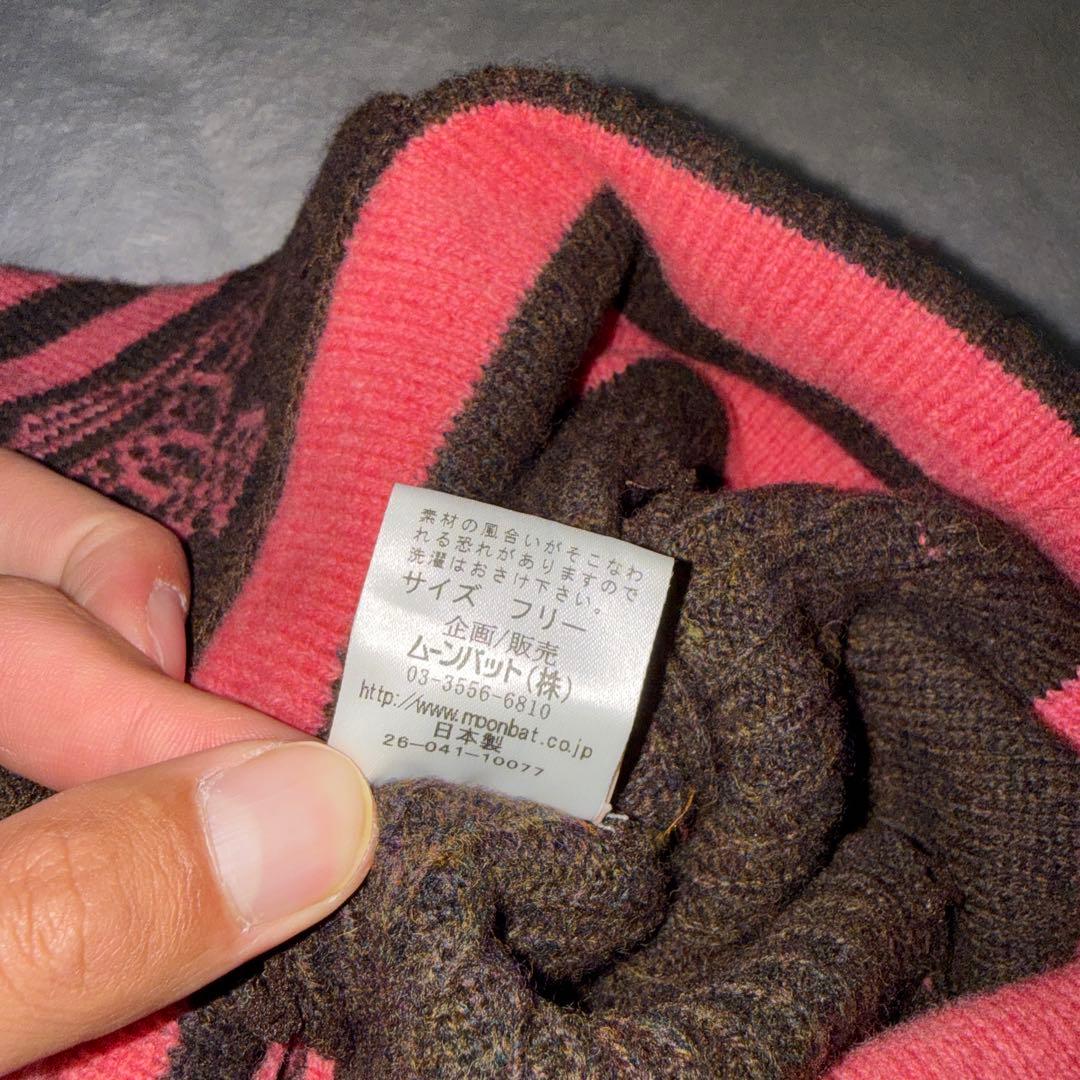 素材の風合いがそこなわ
れる恐れがありますので
洗濯はおさけ下さい。
サイズ フリー
企画/販売
ムーンバット(株)
03-3556-6810
http://www.moonbat.co.jp
日本製
26-041-10077